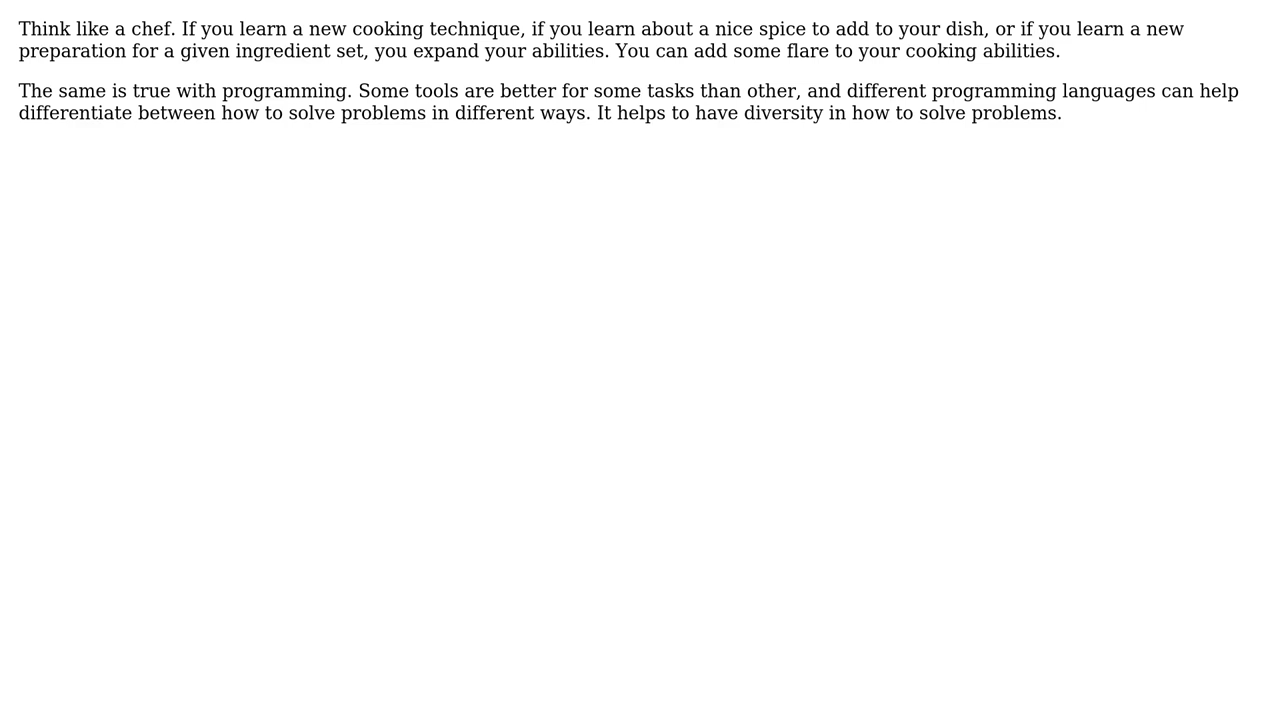 Think like a chef. If you learn a new cooking technique, if you learn about a nice spice to add to your dish, or if you learn a new
preparation for a given ingredient set, you expand your abilities. You can add some flare to your cooking abilities.
The same is true with programming. Some tools are better for some tasks than other, and different programming languages can help
differentiate between how to solve problems in different ways. It helps to have diversity in how to solve problems.